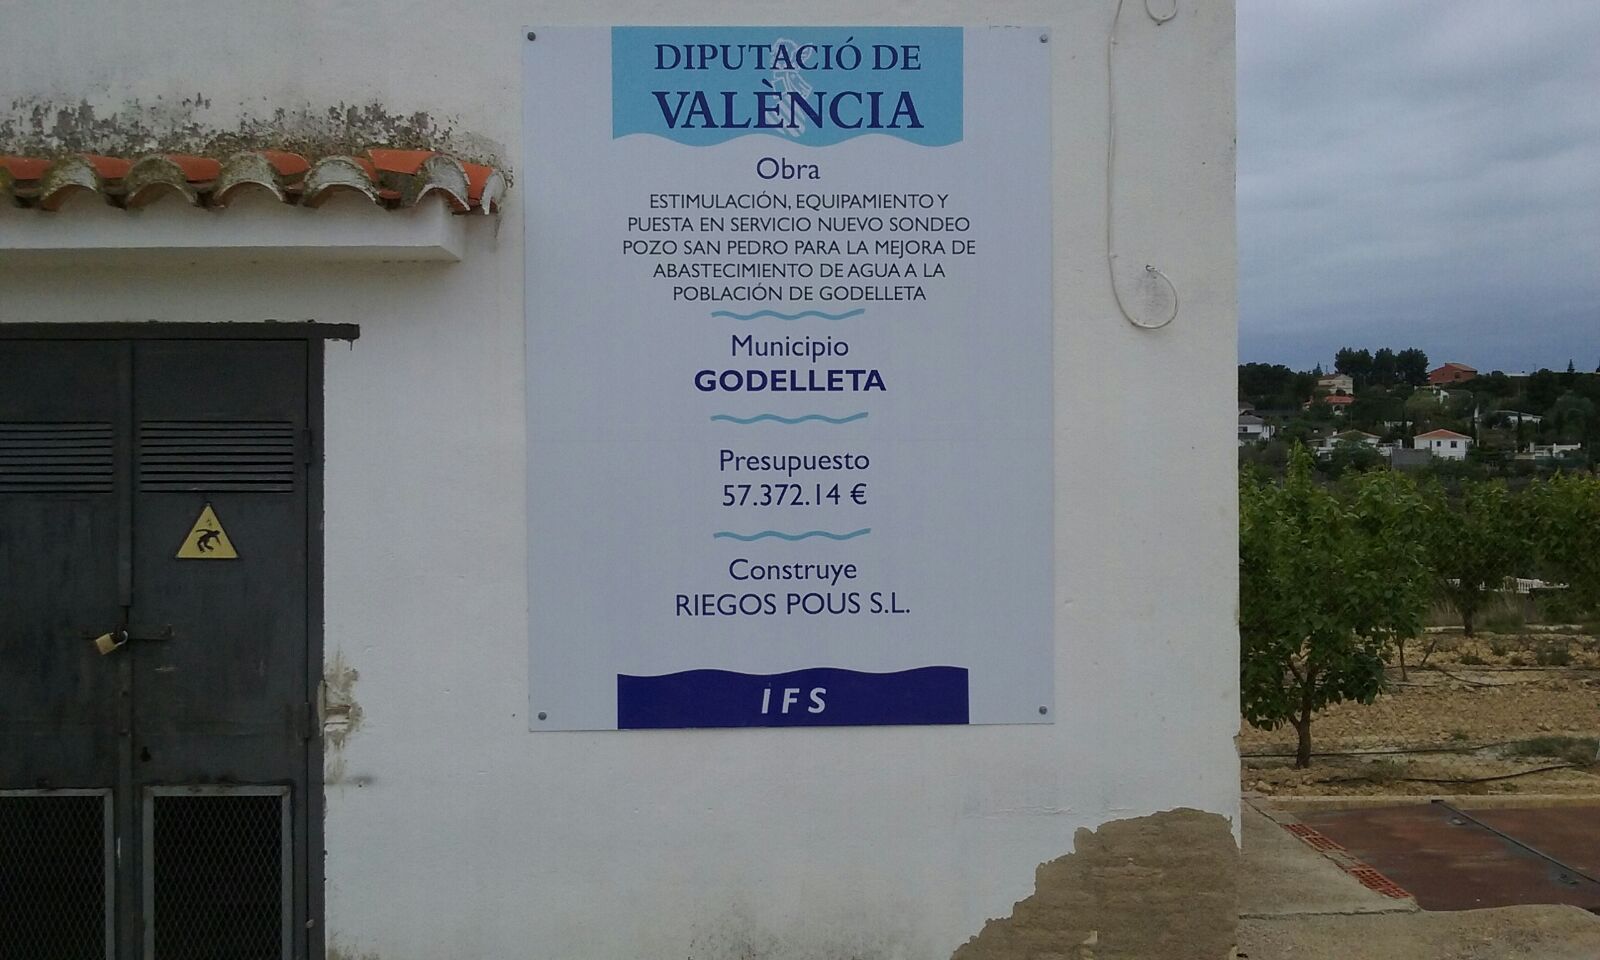 DIPUTACIÓ DE
VALÈNCIA
Obra
ESTIMULACIÓN, EQUIPAMIENTO Y
PUESTA EN SERVICIO NUEVO SONDEO
POZO SAN PEDRO PARA LA MEJORA DE
ABASTECIMIENTO DE AGUA A LA
POBLACIÓN DE GODELLETA
Municipio
GODELLETA
Presupuesto
57.372.14 €
Construye
RIEGOS POUS S.L.
IFS